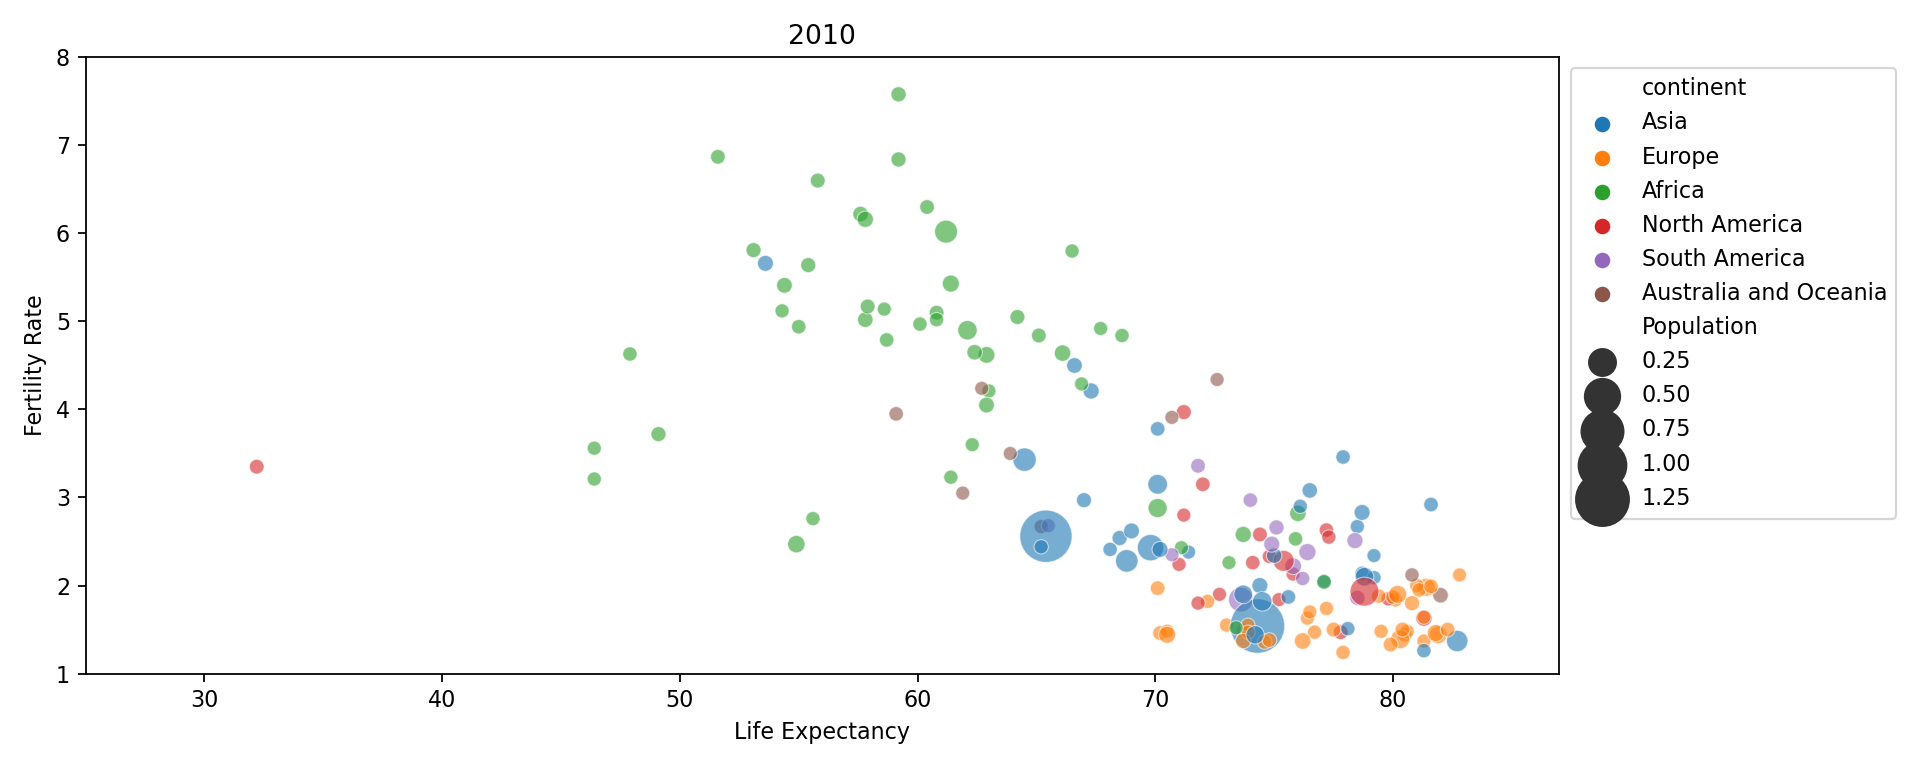 2010
8
7
6
5
4
3
2
1
Fertility Rate
30 40 50 60 70 80
Life Expectancy
continent
Asia
Europe
Africa
North America
South America
Australia and Oceania
Population
0.25
0.50
0.75
1.00
1.25